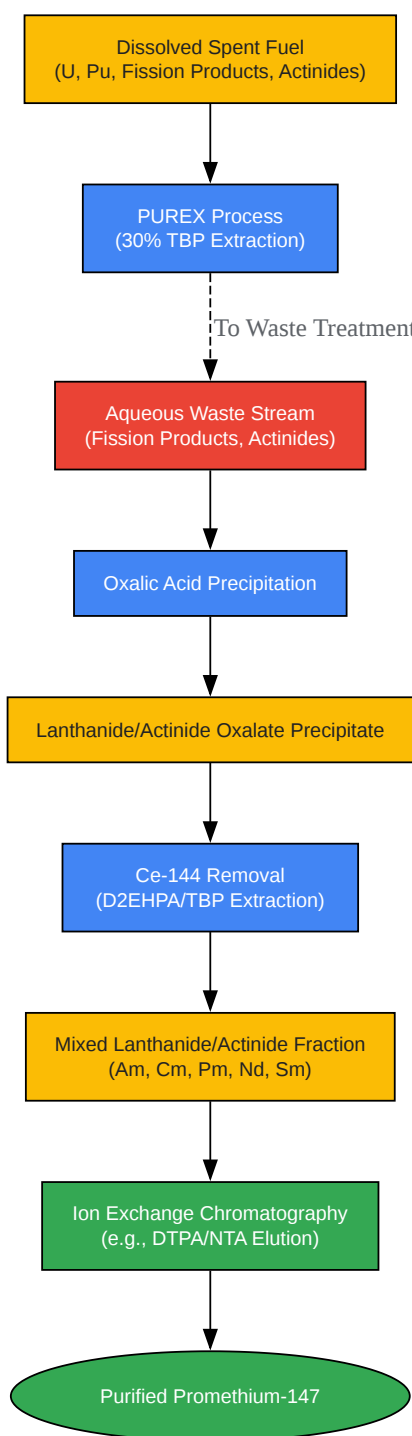 Dissolved Spent Fuel
(U, Pu, Fission Products, Actinides)
PUREX Process
(30% TBP Extraction)
To Waste Treatment
Aqueous Waste Stream
(Fission Products, Actinides)
Oxalic Acid Precipitation
Lanthanide/Actinide Oxalate Precipitate
Ce-144 Removal
(D2EHPA/TBP Extraction)
Mixed Lanthanide/Actinide Fraction
(Am, Cm, Pm, Nd, Sm)
Ion Exchange Chromatography
(e.g., DTPA/NTA Elution)
Purified Promethium-147